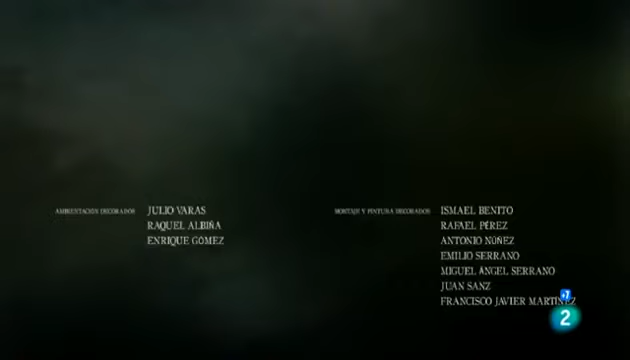 AMBIENTACIÓN DECORADOS JULIO VARAS
RAQUEL ALBIÑA
ENRIQUE GÓMEZ
MONTAJE Y PINTURA DECORADOS ISMAEL BENITO
RAFAEL PÉREZ
ANTONIO NÚÑEZ
EMILIO SERRANO
MIGUEL ÁNGEL SERRANO
JUAN SANZ
FRANCISCO JAVIER MARTÍNEZ
+7
2